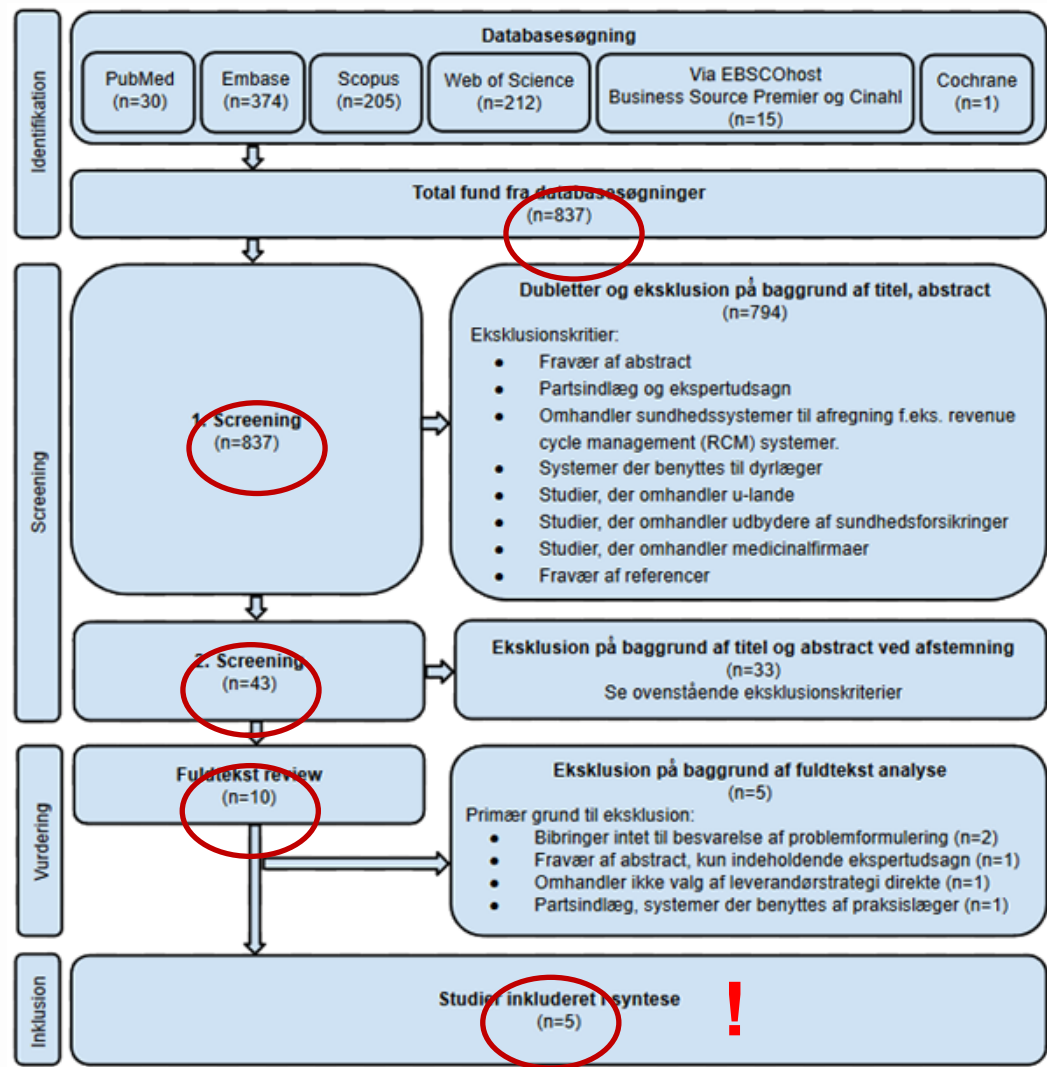 Identifikation
Databasesøgning
PubMed
(n=30)
Embase
(n=374)
Scopus
(n=205)
Web of Science
(n=212)
Via EBSCOhost
Business Source Premier og Cinahl
(n=15)
Cochrane
(n=1)
Total fund fra databasesøgninger
(n=837)
Screening
1. Screening
(n=837)
Dubletter og eksklusion på baggrund af titel, abstract
(n=794)
Eksklusionskritier:
● Fravær af abstract
● Partsindlæg og ekspertudsagn
● Omhandler sundhedssystemer til afregning f.eks. revenue
cycle management (RCM) systemer.
● Systemer der benyttes til dyrlæger
● Studier, der omhandler u-lande
● Studier, der omhandler udbydere af sundhedsforsikringer
● Studier, der omhandler medicinalfirmaer
● Fravær af referencer
2. Screening
(n=43)
Eksklusion på baggrund af titel og abstract ved afstemning
(n=33)
Se ovenstående eksklusionskriterier
Vurdering
Fuldtekst review
(n=10)
Eksklusion på baggrund af fuldtekst analyse
(n=5)
Primær grund til eksklusion:
● Bibringer intet til besvarelse af problemformulering (n=2)
● Fravær af abstract, kun indeholdende ekspertudsagn (n=1)
● Omhandler ikke valg af leverandørstrategi direkte (n=1)
● Partsindlæg, systemer der benyttes af praksislæger (n=1)
Inklusion
Studier inkluderet i syntese
(n=5)
!